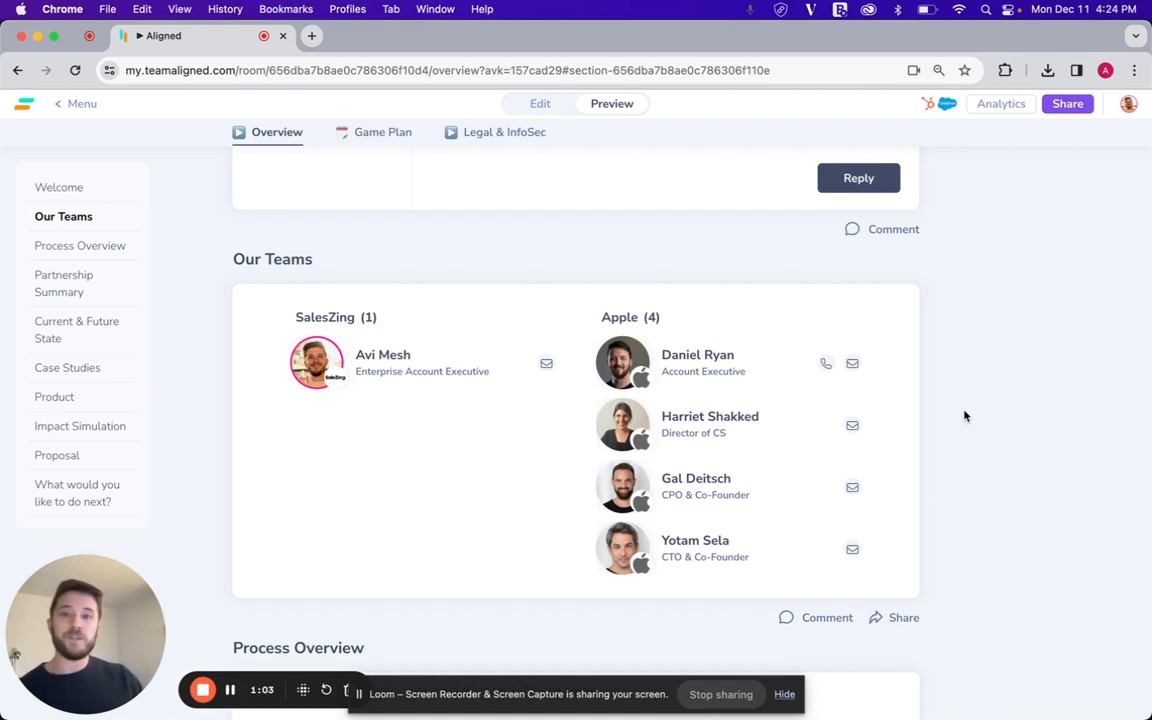 Chrome File Edit View History Bookmarks Profiles Tab Window Help Mon Dec 11 4:24 PM
Aligned
my.teamaligned.com/room/656dba7b8ae0c786306f10d4/overview?avk=157cad29#section-656dba7b8ae0c786306f110e
Menu
Edit Preview
Analytics Share
Overview Game Plan Legal & InfoSec
Welcome
Our Teams
Process Overview
Partnership
Summary
Current & Future
State
Case Studies
Product
Impact Simulation
Proposal
What would you
like to do next?
Reply
Comment
Our Teams
SalesZing (1)
Avi Mesh
Enterprise Account Executive
SaleZing
Apple (4)
Daniel Ryan
Account Executive
Harriet Shakked
Director of CS
Gal Deitsch
CPO & Co-Founder
Yotam Sela
CTO & Co-Founder
Comment Share
Process Overview
1:03
Loom – Screen Recorder & Screen Capture is sharing your screen. Stop sharing Hide